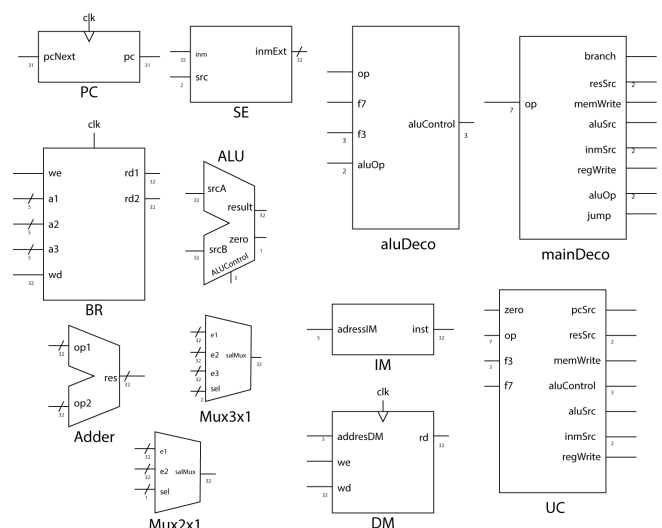 clk
pcNext
pc
31
31
PC
32
inm
inmExt
32
2
src
SE
op
f7
f3
3
aluOp
2
aluControl
3
aluDeco
7
op
branch
resSrc
2
memWrite
aluSrc
inmSrc
2
regWrite
aluOp
2
jump
mainDeco
clk
we
a1
5
a2
5
a3
5
wd
32
rd1
32
rd2
32
BR
ALU
srcA
32
result
32
zero
1
srcB
32
ALUControl
3
op1
32
res
32
op2
32
Adder
e1
32
e2
32
e3
32
sel
2
salMux
32
Mux3x1
e1
32
e2
32
sel
1
salMux
32
Mux2x1
adressIM
5
inst
32
IM
clk
addresDM
5
rd
32
we
wd
32
DM
zero
op
7
f3
3
f7
pcSrc
resSrc
2
memWrite
aluControl
3
aluSrc
inmSrc
2
regWrite
UC